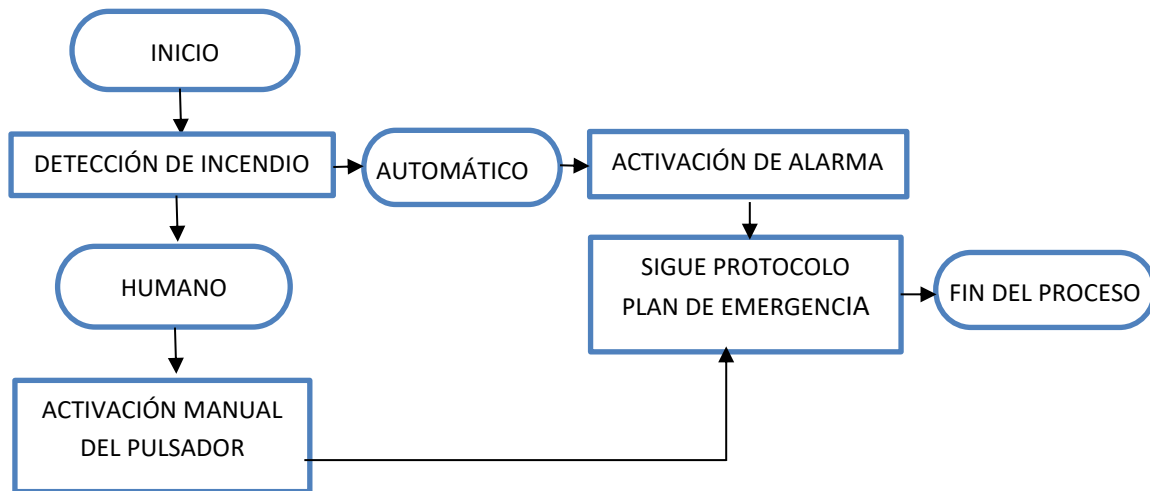 INICIO
DETECCIÓN DE INCENDIO
AUTOMÁTICO
ACTIVACIÓN DE ALARMA
HUMANO
SIGUE PROTOCOLO
PLAN DE EMERGENCIA
FIN DEL PROCESO
ACTIVACIÓN MANUAL
DEL PULSADOR